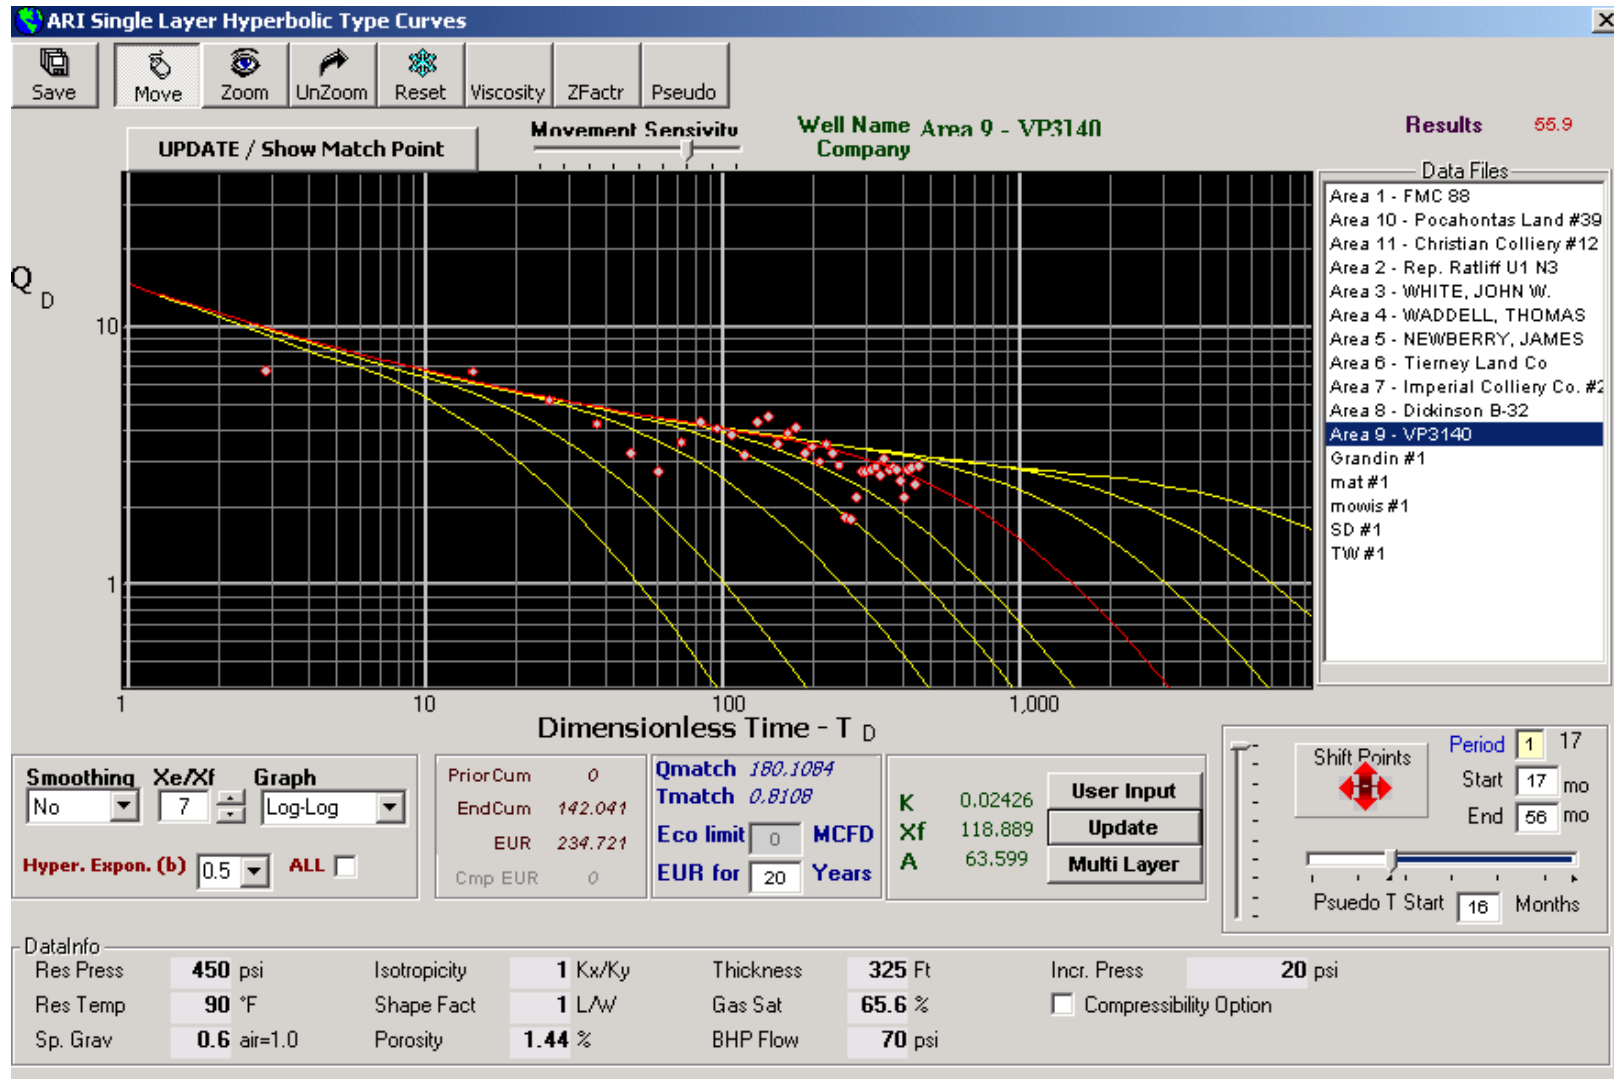 ARI Single Layer Hyperbolic Type Curves
Save Move Zoom UnZoom Reset Viscosity ZFactr Pseudo
UPDATE / Show Match Point
Movement Sensivity
Well Name Area 9 - VP3140
Company
Results 55.9
Data Files
Area 1 - FMC 88
Area 10 - Pocahontas Land #39
Area 11 - Christian Colliery #12
Area 2 - Rep. Ratliff U1 N3
Area 3 - WHITE, JOHN W.
Area 4 - WADDELL, THOMAS
Area 5 - NEWBERRY, JAMES
Area 6 - Tierney Land Co
Area 7 - Imperial Colliery Co. #2
Area 8 - Dickinson B-32
Area 9 - VP3140
Grandin #1
mat #1
mowis #1
SD #1
TW #1
Q D
10
1
1 10 100 1,000
Dimensionless Time - T D
Smoothing Xe/Xf Graph
No 7 Log-Log
Hyper. Expon. (b) 0.5 ALL
PriorCum 0
EndCum 142.041
EUR 234.721
Cmp EUR 0
Qmatch 180.1084
Tmatch 0.8108
Eco limit 0 MCFD
EUR for 20 Years
K 0.02426
Xf 118.889
A 63.599
User Input
Update
Multi Layer
Shift Points
Period 1 17
Start 17 mo
End 56 mo
Psuedo T Start 16 Months
DataInfo
Res Press 450 psi Isotropicity 1 Kx/Ky Thickness 325 Ft Incr. Press 20 psi
Res Temp 90 °F Shape Fact 1 L/W Gas Sat 65.6 % Compressibility Option
Sp. Grav 0.6 air=1.0 Porosity 1.44 % BHP Flow 70 psi